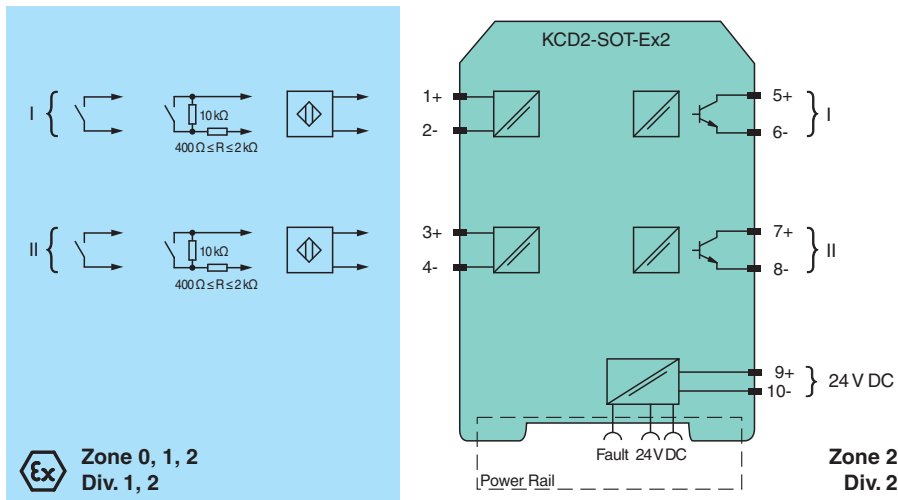 KCD2-SOT-Ex2
I
10 kΩ
400 Ω ≤ R ≤ 2 kΩ
1+
2-
5+
6-
I
II
10 kΩ
400 Ω ≤ R ≤ 2 kΩ
3+
4-
7+
8-
II
9+
10-
24 V DC
Fault 24 V DC
Power Rail
Ex
Zone 0, 1, 2
Div. 1, 2
Zone 2
Div. 2